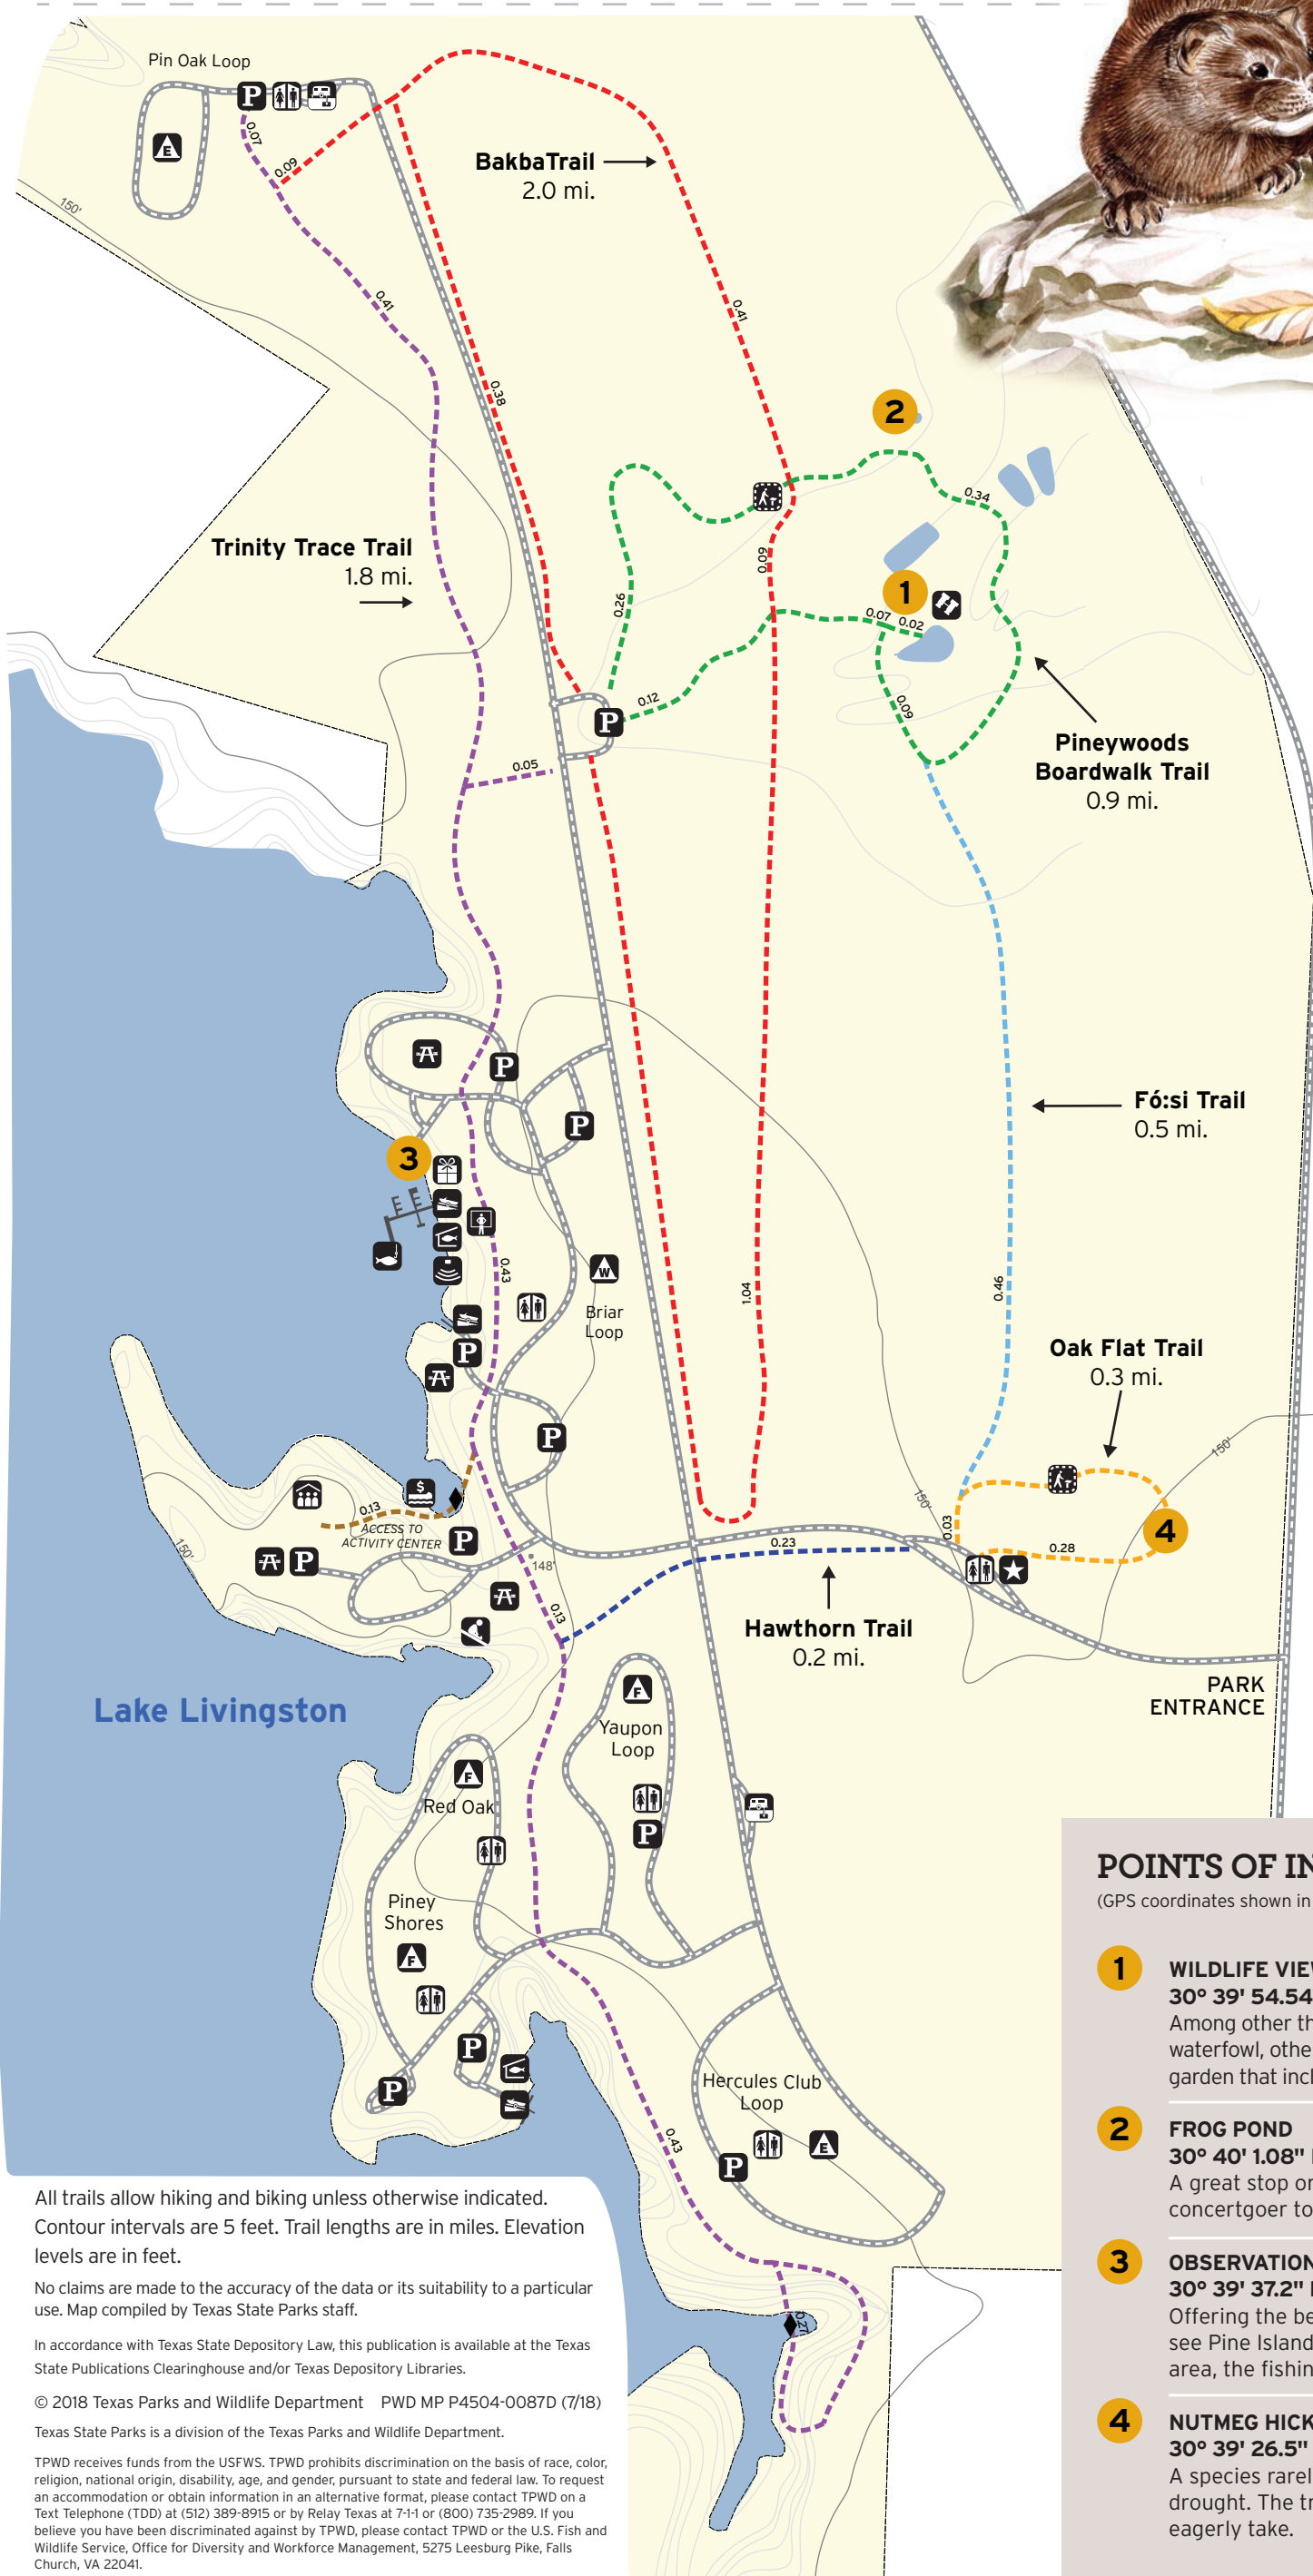 Pin Oak Loop
P
E
0.07
0.09
150'
BakbaTrail
2.0 mi.
0.41
0.41
0.38
2
0.34
Trinity Trace Trail
1.8 mi.
0.09
1
0.26
0.07
0.02
0.12
0.09
P
Pineywoods
Boardwalk Trail
0.9 mi.
0.05
P
P
Fó:si Trail
0.5 mi.
3
0.43
W
Briar
Loop
1.04
0.46
P
Oak Flat Trail
0.3 mi.
P
150'
150'
$
0.13
ACCESS TO
ACTIVITY CENTER
P
P
150'
148'
0.03
4
0.28
0.23
0.13
Hawthorn Trail
0.2 mi.
PARK
ENTRANCE
Lake Livingston
F
Yaupon
Loop
P
F
Red Oak
Piney
Shores
F
P
P
Hercules Club
Loop
E
P
0.43
0.27
POINTS OF IN
(GPS coordinates shown in
1
WILDLIFE VIE
30° 39' 54.54
Among other th
waterfowl, othe
garden that incl
2
FROG POND
30° 40' 1.08"
A great stop or
concertgoer to
3
OBSERVATION
30° 39' 37.2"
Offering the be
see Pine Island
area, the fishin
4
NUTMEG HICK
30° 39' 26.5"
A species rarel
drought. The tr
eagerly take.
All trails allow hiking and biking unless otherwise indicated.
Contour intervals are 5 feet. Trail lengths are in miles. Elevation
levels are in feet.
No claims are made to the accuracy of the data or its suitability to a particular
use. Map compiled by Texas State Parks staff.
In accordance with Texas State Depository Law, this publication is available at the Texas
State Publications Clearinghouse and/or Texas Depository Libraries.
© 2018 Texas Parks and Wildlife Department PWD MP P4504-0087D (7/18)
Texas State Parks is a division of the Texas Parks and Wildlife Department.
TPWD receives funds from the USFWS. TPWD prohibits discrimination on the basis of race, color,
religion, national origin, disability, age, and gender, pursuant to state and federal law. To request
an accommodation or obtain information in an alternative format, please contact TPWD on a
Text Telephone (TDD) at (512) 389-8915 or by Relay Texas at 7-1-1 or (800) 735-2989. If you
believe you have been discriminated against by TPWD, please contact TPWD or the U.S. Fish and
Wildlife Service, Office for Diversity and Workforce Management, 5275 Leesburg Pike, Falls
Church, VA 22041.